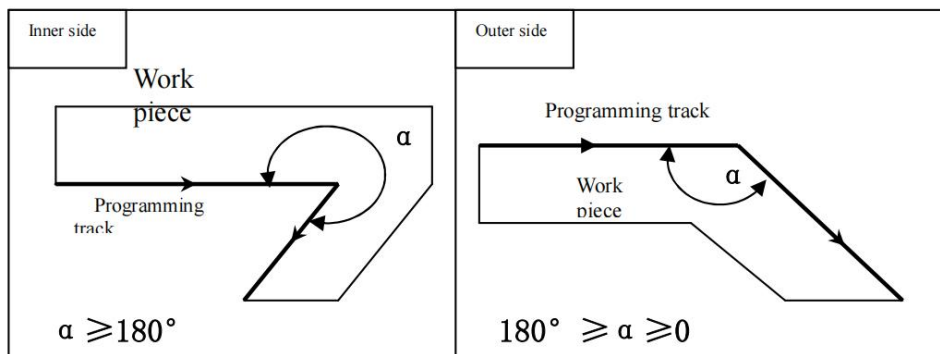 Inner side
Work
piece
α
Programming
track
α ≥180°
Outer side
Programming track
Work
piece
α
180° ≥ α ≥0